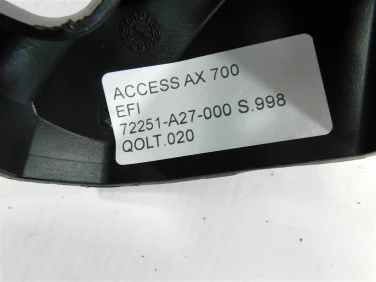 ACCESS AX 700
EFI
72251-A27-000 S.998
QOLT.020